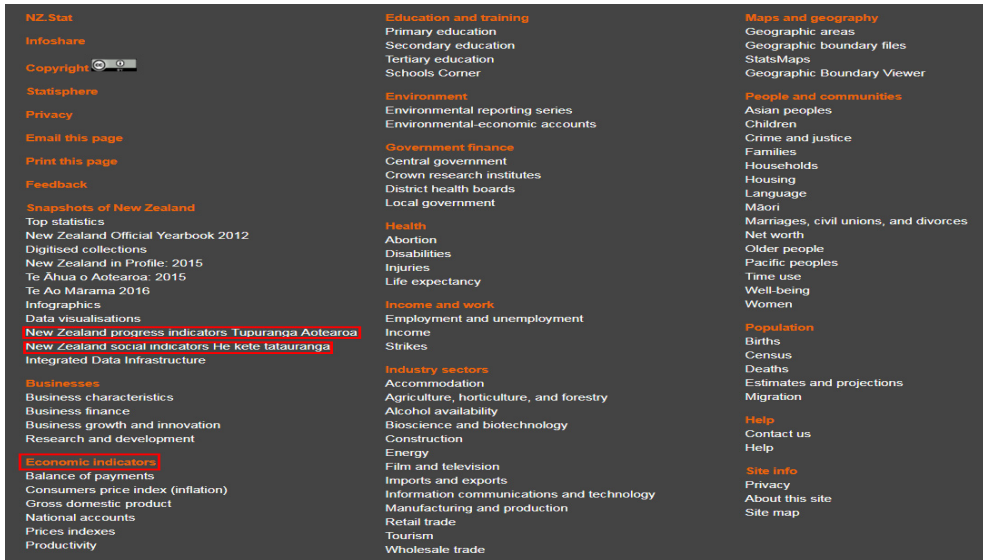 NZ.Stat
Infoshare
Copyright
Statisphere
Privacy
Email this page
Print this page
Feedback
Snapshots of New Zealand
Top statistics
New Zealand Official Yearbook 2012
Digitised collections
New Zealand in Profile: 2015
Te Āhua o Aotearoa: 2015
Te Ao Mārama 2016
Infographics
Data visualisations
New Zealand progress indicators Tupuranga Aotearoa
New Zealand social indicators He kete tatauranga
Integrated Data Infrastructure
Businesses
Business characteristics
Business finance
Business growth and innovation
Research and development
Economic indicators
Balance of payments
Consumers price index (inflation)
Gross domestic product
National accounts
Prices indexes
Productivity
Education and training
Primary education
Secondary education
Tertiary education
Schools Corner
Environment
Environmental reporting series
Environmental-economic accounts
Government finance
Central government
Crown research institutes
District health boards
Local government
Health
Abortion
Disabilities
Injuries
Life expectancy
Income and work
Employment and unemployment
Income
Strikes
Industry sectors
Accommodation
Agriculture, horticulture, and forestry
Alcohol availability
Bioscience and biotechnology
Construction
Energy
Film and television
Imports and exports
Information communications and technology
Manufacturing and production
Retail trade
Tourism
Wholesale trade
Maps and geography
Geographic areas
Geographic boundary files
StatsMaps
Geographic Boundary Viewer
People and communities
Asian peoples
Children
Crime and justice
Families
Households
Housing
Language
Māori
Marriages, civil unions, and divorces
Net worth
Older people
Pacific peoples
Time use
Well-being
Women
Population
Births
Census
Deaths
Estimates and projections
Migration
Help
Contact us
Help
Site info
Privacy
About this site
Site map